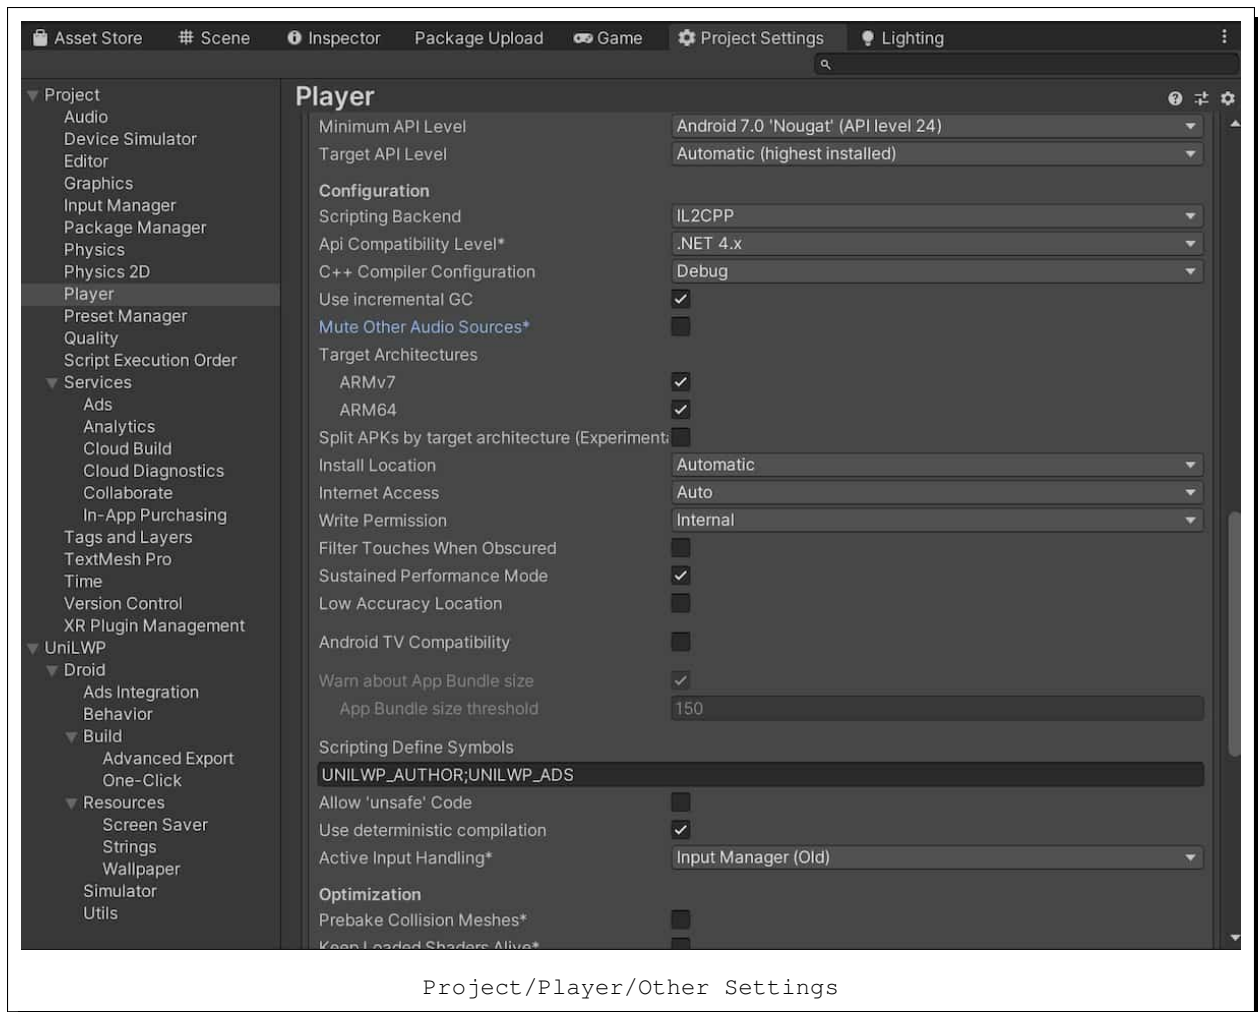 Asset Store Scene Inspector Package Upload Game Project Settings Lighting
Project
Audio
Device Simulator
Editor
Graphics
Input Manager
Package Manager
Physics
Physics 2D
Player
Preset Manager
Quality
Script Execution Order
Services
Ads
Analytics
Cloud Build
Cloud Diagnostics
Collaborate
In-App Purchasing
Tags and Layers
TextMesh Pro
Time
Version Control
XR Plugin Management
UniLWP
Droid
Ads Integration
Behavior
Build
Advanced Export
One-Click
Resources
Screen Saver
Strings
Wallpaper
Simulator
Utils
Player
Minimum API Level Android 7.0 'Nougat' (API level 24)
Target API Level Automatic (highest installed)
Configuration
Scripting Backend IL2CPP
Api Compatibility Level* .NET 4.x
C++ Compiler Configuration Debug
Use incremental GC
Mute Other Audio Sources*
Target Architectures
ARMv7
ARM64
Split APKs by target architecture (Experimenta
Install Location Automatic
Internet Access Auto
Write Permission Internal
Filter Touches When Obscured
Sustained Performance Mode
Low Accuracy Location
Android TV Compatibility
Warn about App Bundle size
App Bundle size threshold 150
Scripting Define Symbols
UNILWP_AUTHOR;UNILWP_ADS
Allow 'unsafe' Code
Use deterministic compilation
Active Input Handling* Input Manager (Old)
Optimization
Prebake Collision Meshes*
Keep Loaded Shaders Alive*
Project/Player/Other Settings